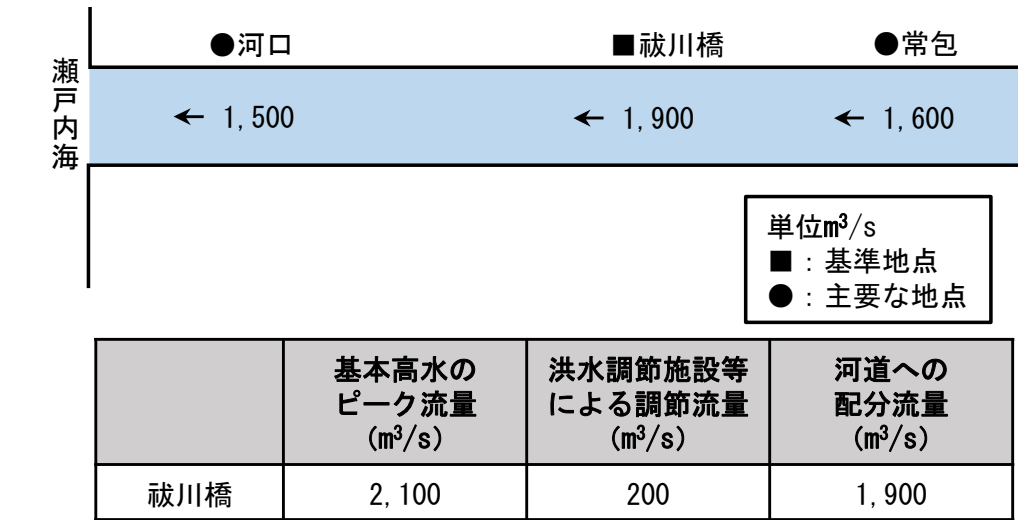 ●河口
■祓川橋
●常包
瀬戸内海
← 1,500
← 1,900
← 1,600
単位m³/s
■：基準地点
●：主要な地点
基本高水の
ピーク流量
(m³/s)
洪水調節施設等
による調節流量
(m³/s)
河道への
配分流量
(m³/s)
祓川橋
2,100
200
1,900